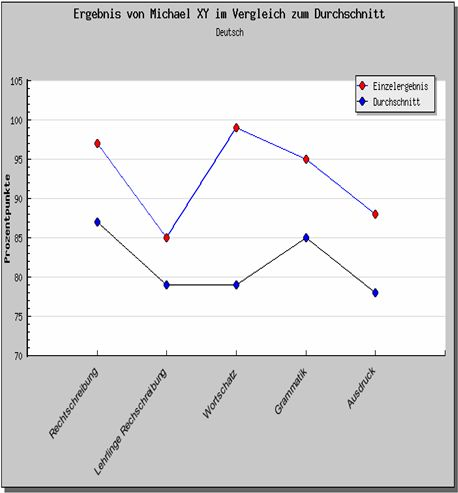 Ergebnis von Michael XY im Vergleich zum Durchschnitt
Deutsch
Einzelergebnis
Durchschnitt
Prozentpunkte
105
100
95
90
85
80
75
70
Rechtschreibung
Lehrlinge Rechschraibung
Wortschatz
Grammatik
Ausdruck